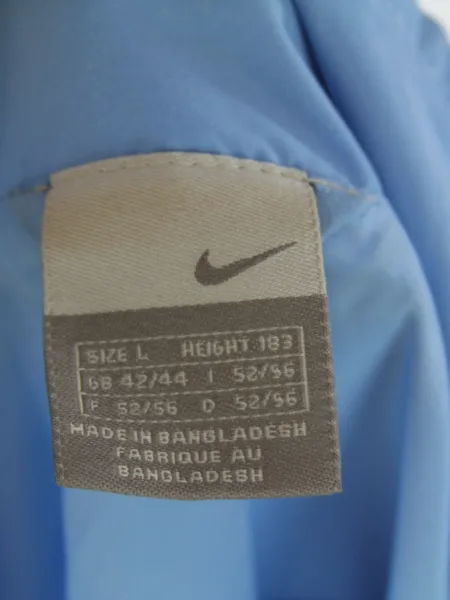 SIZE L HEIGHT 183
GB 42/44 I 52/56
F 52/56 D 52/56
MADE IN BANGLADESH
FABRIQUE AU
BANGLADESH